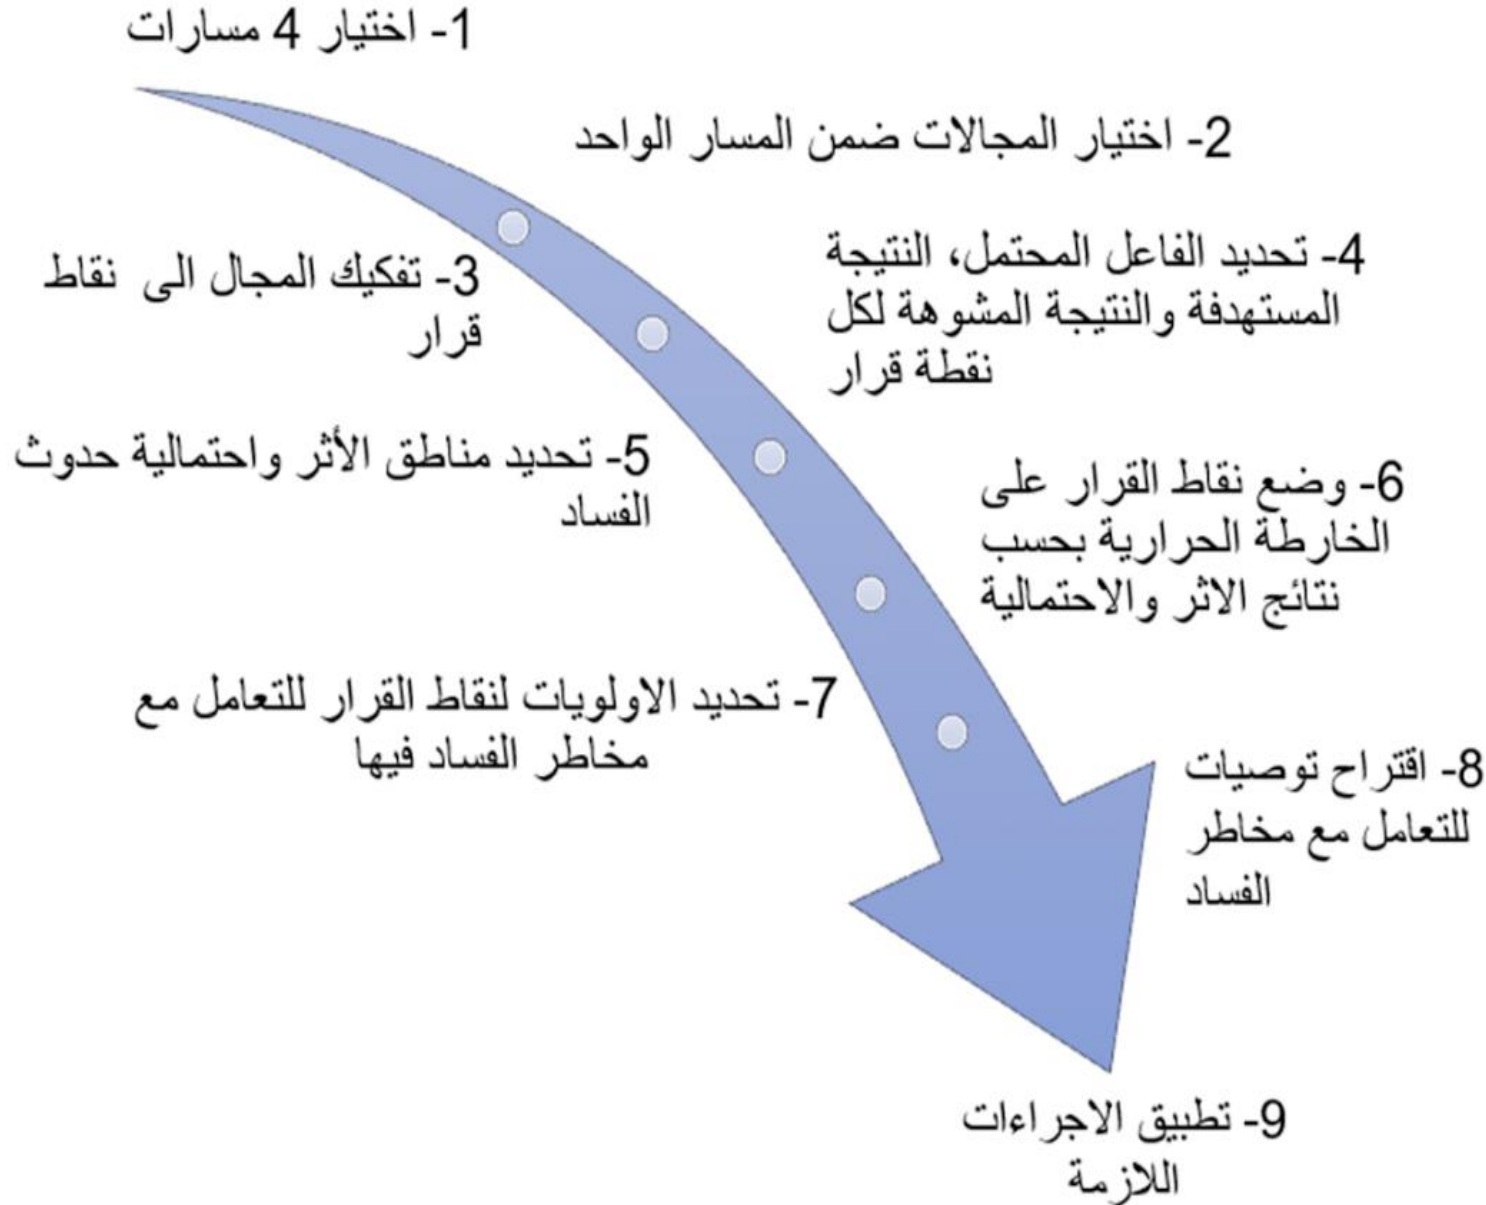 1- اختيار 4 مسارات
2- اختيار المجالات ضمن المسار الواحد
3- تفكيك المجال الى نقاط
قرار
4- تحديد الفاعل المحتمل، النتيجة
المستهدفة والنتيجة المشوهة لكل
نقطة قرار
5- تحديد مناطق الأثر واحتمالية حدوث
الفساد
6- وضع نقاط القرار على
الخارطة الحرارية بحسب
نتائج الاثر والاحتمالية
7- تحديد الاولويات لنقاط القرار للتعامل مع
مخاطر الفساد فيها
8- اقتراح توصيات
للتعامل مع مخاطر
الفساد
9- تطبيق الاجراءات
اللازمة